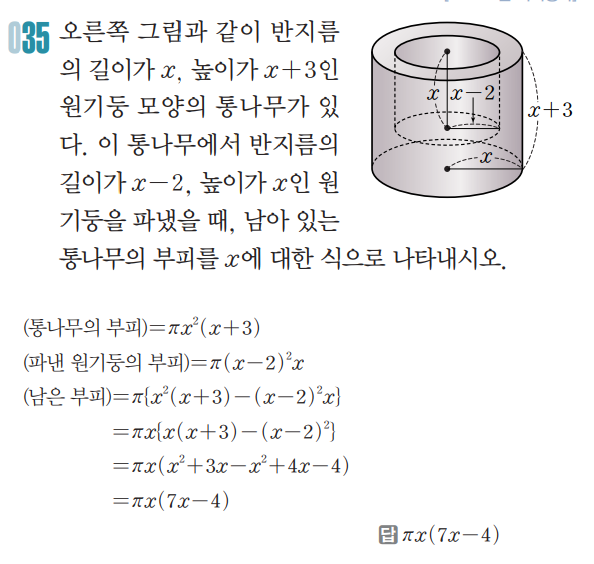 035 오른쪽 그림과 같이 반지름
의 길이가 x, 높이가 x+3인
원기둥 모양의 통나무가 있
다. 이 통나무에서 반지름의
길이가 x-2, 높이가 x인 원
기둥을 파냈을 때, 남아 있는
통나무의 부피를 x에 대한 식으로 나타내시오.
x
x-2
x+3
x
(통나무의 부피)=πx²(x+3)
(파낸 원기둥의 부피)=π(x-2)²x
(남은 부피)=π{x²(x+3)-(x-2)²x}
=πx{x(x+3)-(x-2)²}
=πx(x²+3x-x²+4x-4)
=πx(7x-4)
답 πx(7x-4)